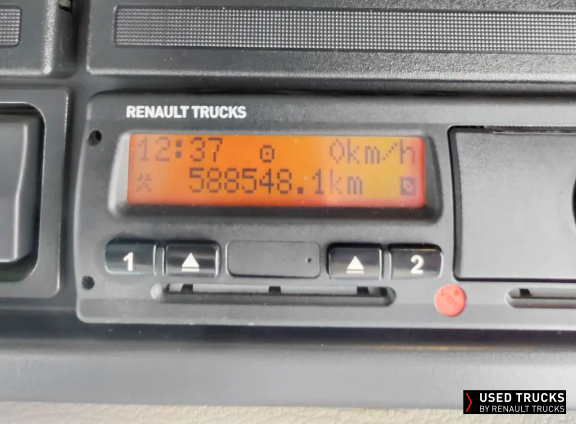 RENAULT TRUCKS
12:37 0km/h
588548.1km
1 2
USED TRUCKS
BY RENAULT TRUCKS